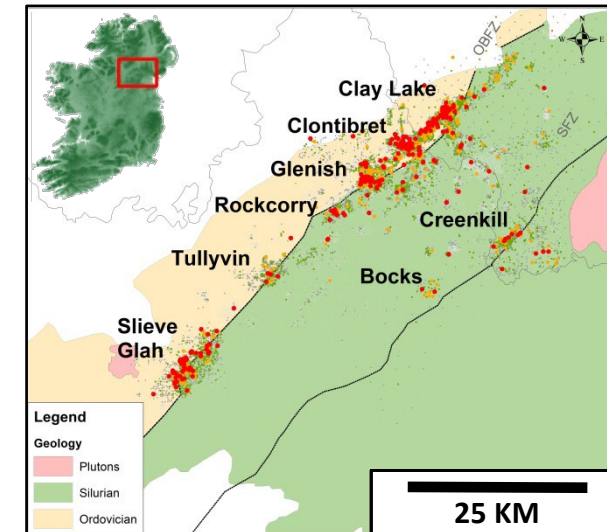 N
W E
S
OBFZ
SFZ
Clay Lake
Clontibret
Glenish
Rockcorry
Creenkill
Tullyvin
Bocks
Slieve
Glah
Legend
Geology
Plutons
Silurian
Ordovician
25 KM